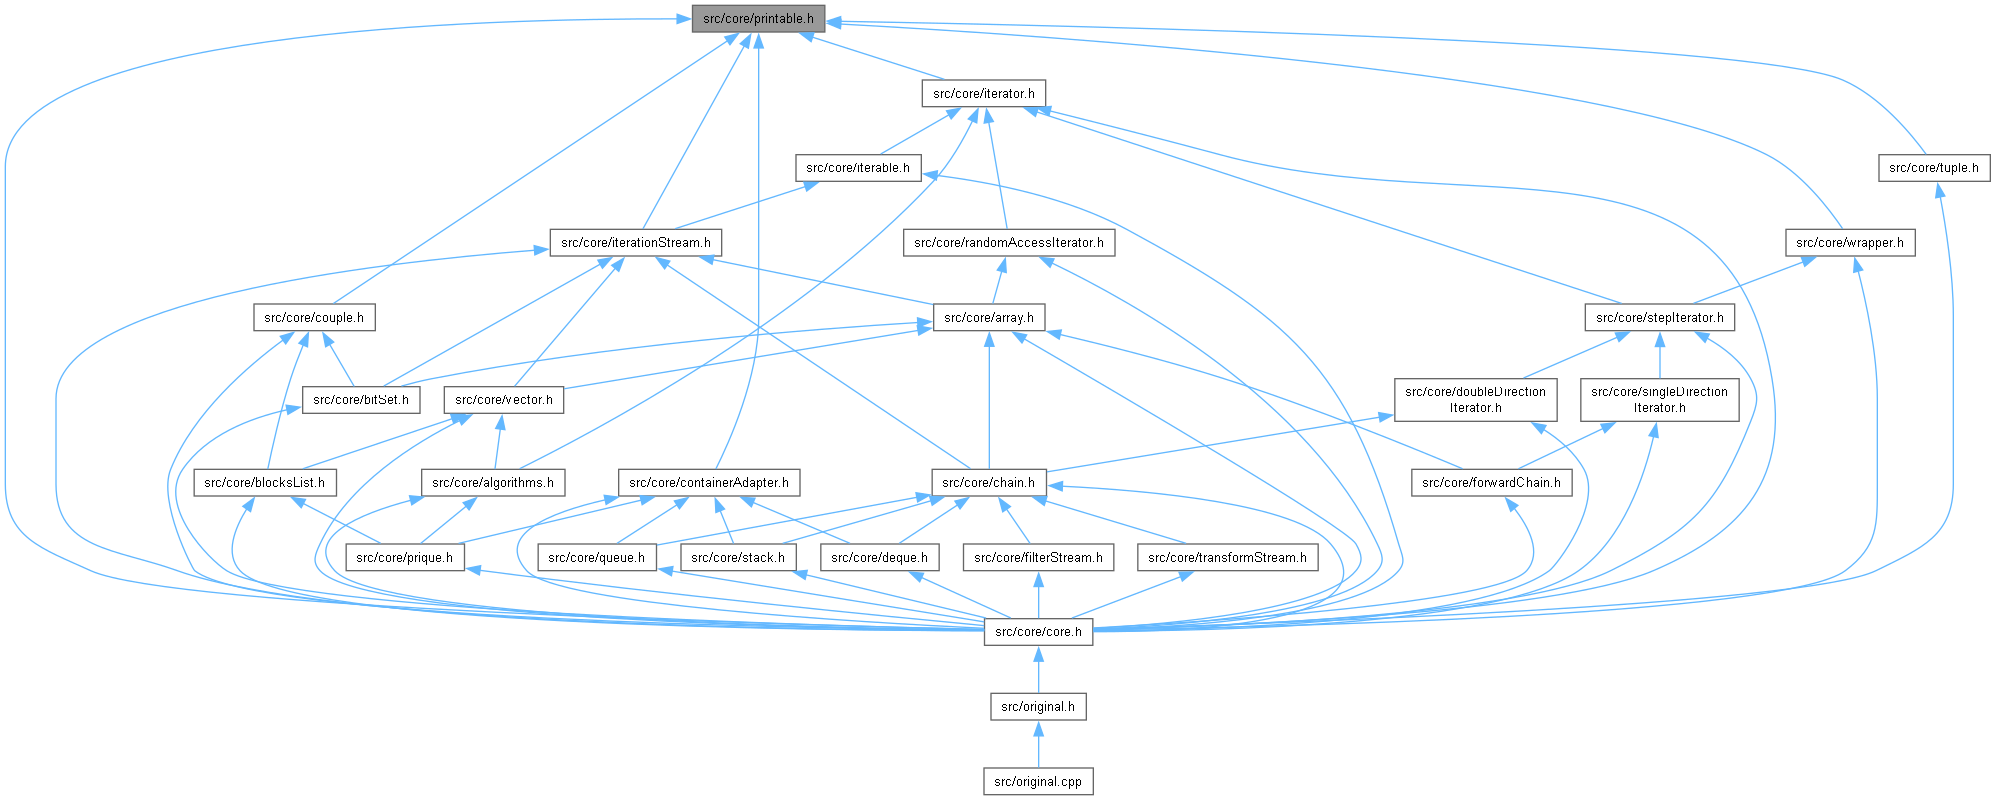 src/core/printable.h
src/core/iterator.h
src/core/iterable.h
src/core/tuple.h
src/core/iterationStream.h
src/core/randomAccessIterator.h
src/core/wrapper.h
src/core/couple.h
src/core/array.h
src/core/stepIterator.h
src/core/bitSet.h
src/core/vector.h
src/core/doubleDirection
Iterator.h
src/core/singleDirection
Iterator.h
src/core/blocksList.h
src/core/algorithms.h
src/core/containerAdapter.h
src/core/chain.h
src/core/forwardChain.h
src/core/prique.h
src/core/queue.h
src/core/stack.h
src/core/deque.h
src/core/filterStream.h
src/core/transformStream.h
src/core/core.h
src/original.h
src/original.cpp